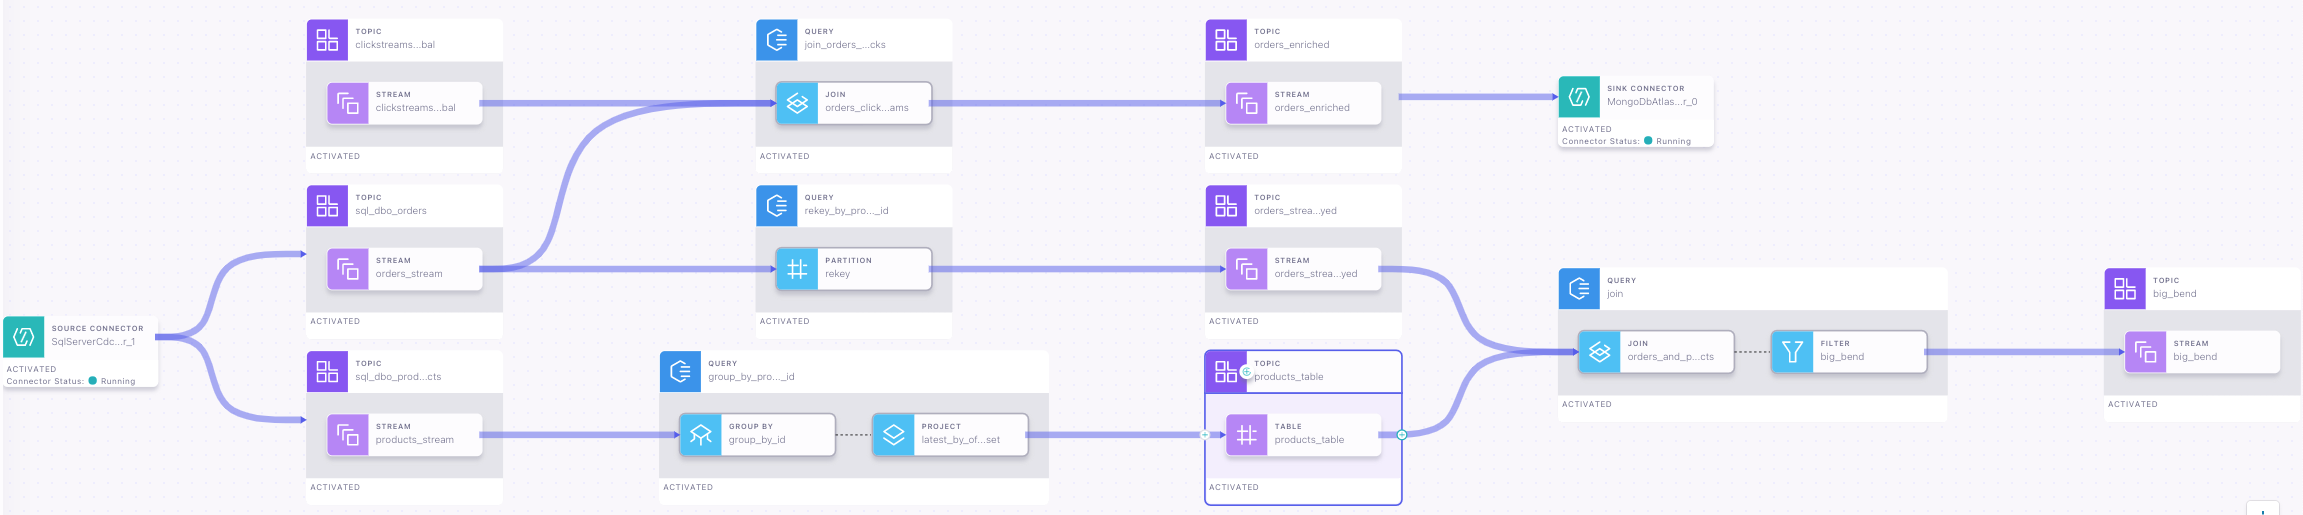 TOPIC
clickstreams...bal
STREAM
clickstreams...bal
ACTIVATED
QUERY
join_orders_...cks
JOIN
orders_click...ams
TOPIC
orders_enriched
STREAM
orders_enriched
ACTIVATED
SINK CONNECTOR
MongoDbAtlas...r_0
ACTIVATED
Connector Status: Running
TOPIC
sql_dbo_orders
STREAM
orders_stream
ACTIVATED
QUERY
rekey_by_pro..._id
PARTITION
rekey
ACTIVATED
TOPIC
orders_strea...yed
STREAM
orders_strea...yed
ACTIVATED
SOURCE CONNECTOR
SqlServerCdc...r_1
ACTIVATED
Connector Status: Running
TOPIC
sql_dbo_prod...cts
STREAM
products_stream
ACTIVATED
QUERY
group_by_pro..._id
GROUP BY
group_by_id
PROJECT
latest_by_of...set
ACTIVATED
TOPIC
products_table
TABLE
products_table
ACTIVATED
QUERY
join
JOIN
orders_and_p...cts
FILTER
big_bend
ACTIVATED
TOPIC
big_bend
STREAM
big_bend
ACTIVATED